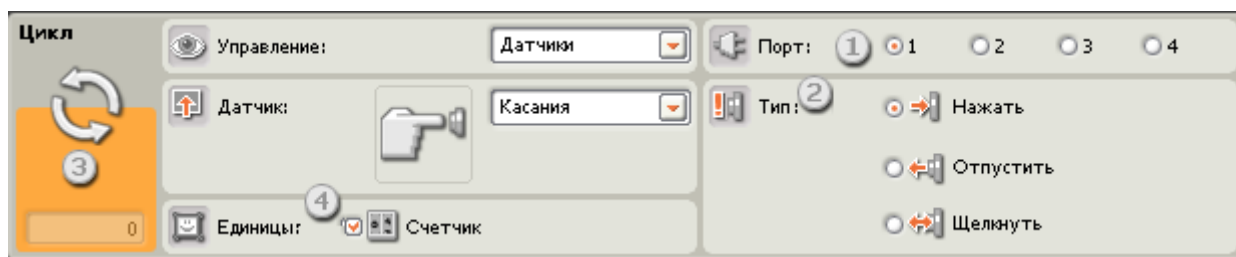 Цикл
3
0
Управление: Датчики
Датчик: Касания
Единицы: 4 Счетчик
Порт: 1 1 2 3 4
Тип: 2 Нажать
Отпустить
Щелкнуть